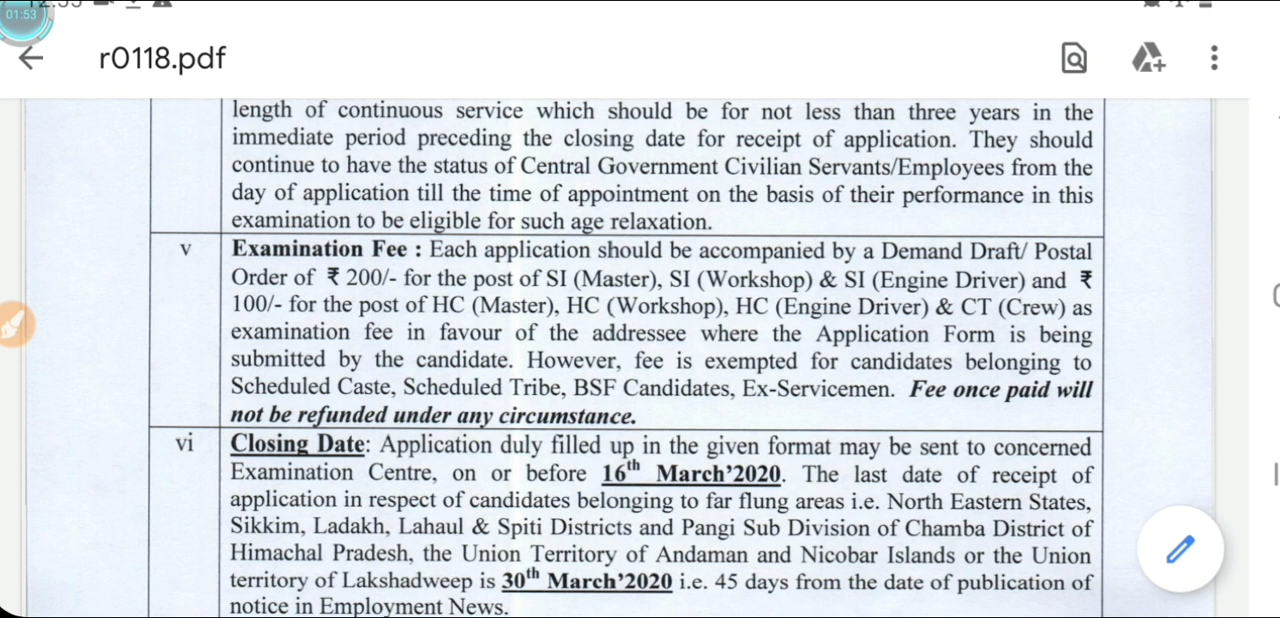 01:53
r0118.pdf
length of continuous service which should be for not less than three years in the
immediate period preceding the closing date for receipt of application. They should
continue to have the status of Central Government Civilian Servants/Employees from the
day of application till the time of appointment on the basis of their performance in this
examination to be eligible for such age relaxation.
v Examination Fee : Each application should be accompanied by a Demand Draft/ Postal
Order of ₹ 200/- for the post of SI (Master), SI (Workshop) & SI (Engine Driver) and ₹
100/- for the post of HC (Master), HC (Workshop), HC (Engine Driver) & CT (Crew) as
examination fee in favour of the addressee where the Application Form is being
submitted by the candidate. However, fee is exempted for candidates belonging to
Scheduled Caste, Scheduled Tribe, BSF Candidates, Ex-Servicemen. Fee once paid will
not be refunded under any circumstance.
vi Closing Date: Application duly filled up in the given format may be sent to concerned
Examination Centre, on or before 16th March'2020. The last date of receipt of
application in respect of candidates belonging to far flung areas i.e. North Eastern States,
Sikkim, Ladakh, Lahaul & Spiti Districts and Pangi Sub Division of Chamba District of
Himachal Pradesh, the Union Territory of Andaman and Nicobar Islands or the Union
territory of Lakshadweep is 30th March'2020 i.e. 45 days from the date of publication of
notice in Employment News.